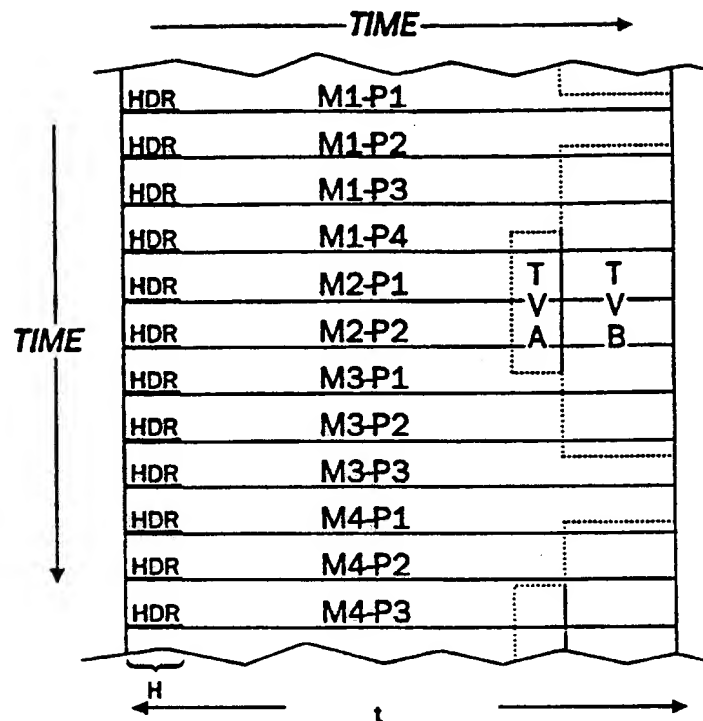 TIME
HDR M1-P1
HDR M1-P2
HDR M1-P3
HDR M1-P4
HDR M2-P1 T T
HDR M2-P2 V V
TIME A B
HDR M3-P1
HDR M3-P2
HDR M3-P3
HDR M4-P1
HDR M4-P2
HDR M4-P3
H
t